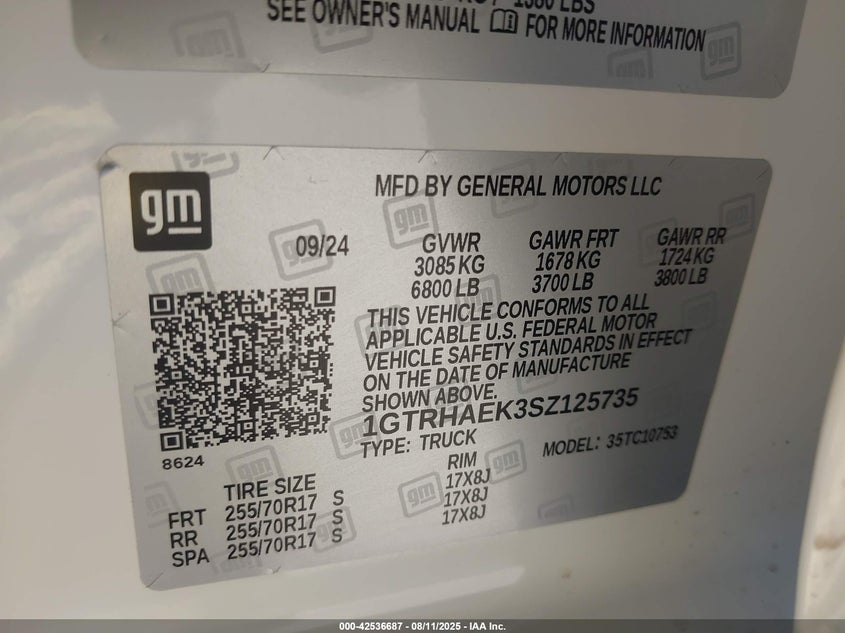 1380 LBS
SEE OWNER'S MANUAL FOR MORE INFORMATION
gm
MFD BY GENERAL MOTORS LLC
09/24
GVWR GAWR FRT GAWR RR
3085 KG 1678 KG 1724 KG
6800 LB 3700 LB 3800 LB
THIS VEHICLE CONFORMS TO ALL
APPLICABLE U.S. FEDERAL MOTOR
VEHICLE SAFETY STANDARDS IN EFFECT
ON THE DATE OF MANUFACTURE
SHOWN ABOVE.
1GTRHAEK3SZ125735
TYPE: TRUCK MODEL: 35TC10753
8624
TIRE SIZE RIM
FRT 255/70R17 S 17X8J
RR 255/70R17 S 17X8J
SPA 255/70R17 S 17X8J
000-42536687 - 08/11/2025 - IAA Inc.